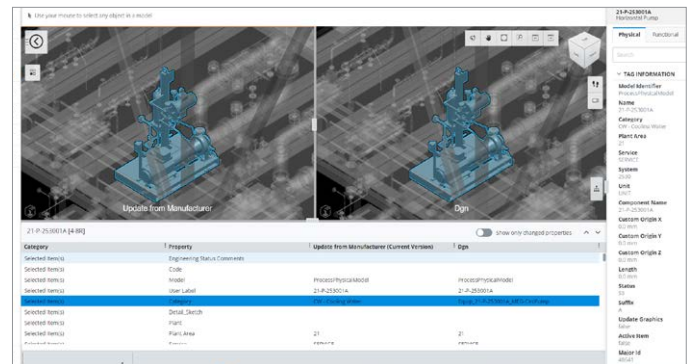 Use your mouse to select any object in a model
Update from Manufacturer
Dgn
21-P-253001A [4-BR]
show only changed properties
Category Property Update from Manufacturer (Current Version) Dgn
Selected Item(s) Engineering Status Comments
Selected Item(s) Code
Selected Item(s) Model ProcessPhysicalModel ProcessPhysicalModel
Selected Item(s) User Label 21-P-253001A 21-P-253001A
Selected Item(s) Category CW - Cooling Water
Selected Item(s) Detail_Sketch
Selected Item(s) Plant
Selected Item(s) Plant Area 21 21
Selected Item(s) Service SERVICE SERVICE
21-P-253001A
Horizontal Pump
Physical Functional
Search
TAG INFORMATION
Model Identifier
ProcessPhysicalModel
Name
21-P-253001A
Category
CW - Cooling Water
Plant Area
21
Service
SERVICE
System
2530
Unit
UNIT
Component Name
21-P-253001A
Custom Origin X
0.0 mm
Custom Origin Y
0.0 mm
Custom Origin Z
0.0 mm
Length
0.0 mm
Status
Suffix
A
Update Graphics
false
Active Item
false
Major Id